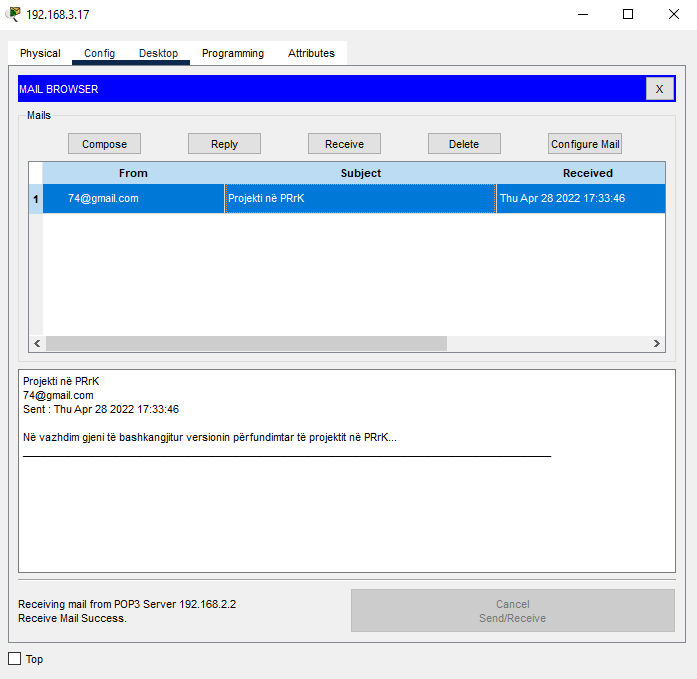 192.168.3.17
Physical Config Desktop Programming Attributes
MAIL BROWSER X
Mails
Compose Reply Receive Delete Configure Mail
From Subject Received
1 74@gmail.com Projekti në PRrK Thu Apr 28 2022 17:33:46
Projekti në PRrK
74@gmail.com
Sent : Thu Apr 28 2022 17:33:46
Në vazhdim gjeni të bashkangjitur versionin përfundimtar të projektit në PRrK...
Receiving mail from POP3 Server 192.168.2.2
Receive Mail Success.
Cancel
Send/Receive
Top